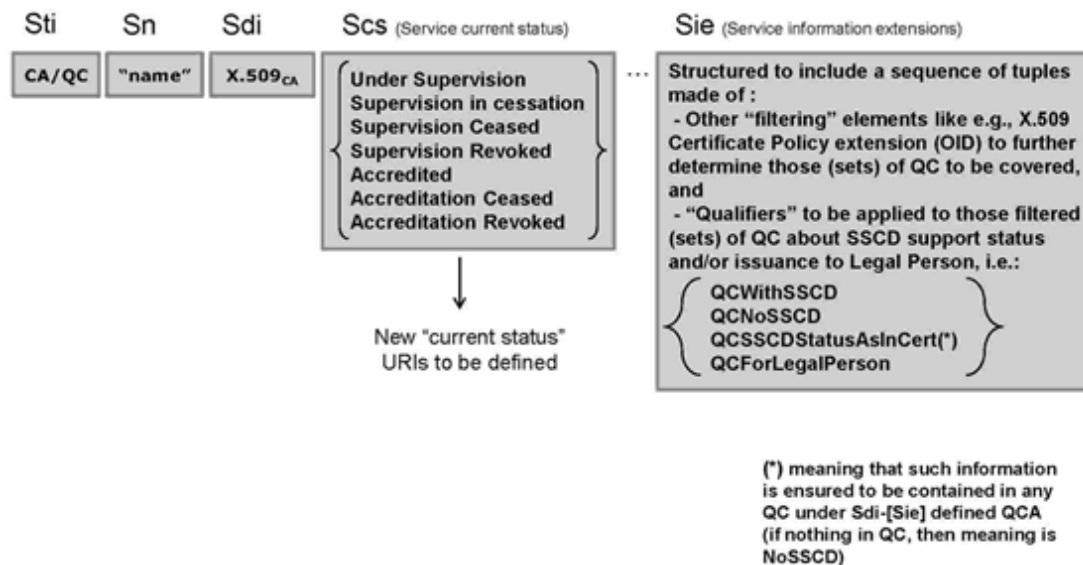 Sti
Sn
Sdi
Scs (Service current status)
Sie (Service information extensions)
CA/QC
“name”
X.509CA
Under Supervision
Supervision in cessation
Supervision Ceased
Supervision Revoked
Accredited
Accreditation Ceased
Accreditation Revoked
...
Structured to include a sequence of tuples
made of :
- Other “filtering” elements like e.g., X.509
Certificate Policy extension (OID) to further
determine those (sets) of QC to be covered,
and
- “Qualifiers” to be applied to those filtered
(sets) of QC about SSCD support status
and/or issuance to Legal Person, i.e.:
QCWithSSCD
QCNoSSCD
QCSSCDStatusAsInCert(*)
QCForLegalPerson
New “current status”
URIs to be defined
(*) meaning that such information
is ensured to be contained in any
QC under Sdi-[Sie] defined QCA
(if nothing in QC, then meaning is
NoSSCD)